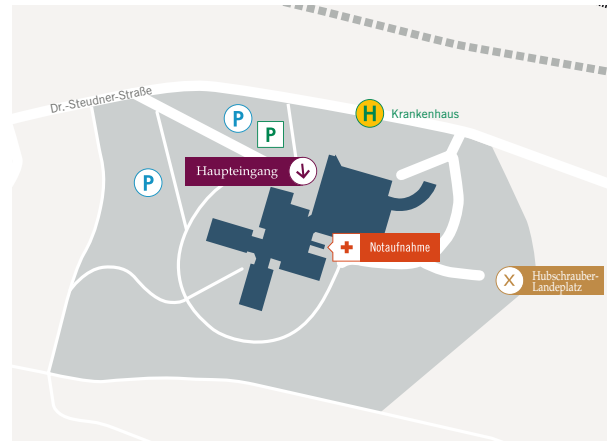 Dr.-Steudner-Straße
P
P
H Krankenhaus
P
Haupteingang
Notaufnahme
X Hubschrauber-
Landeplatz